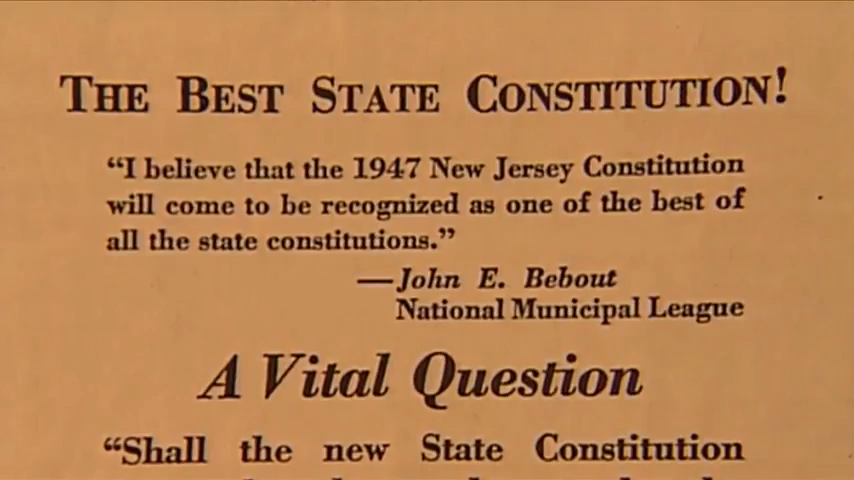 THE BEST STATE CONSTITUTION!
“I believe that the 1947 New Jersey Constitution
will come to be recognized as one of the best of
all the state constitutions.”
—John E. Bebout
National Municipal League
A Vital Question
“Shall the new State Constitution